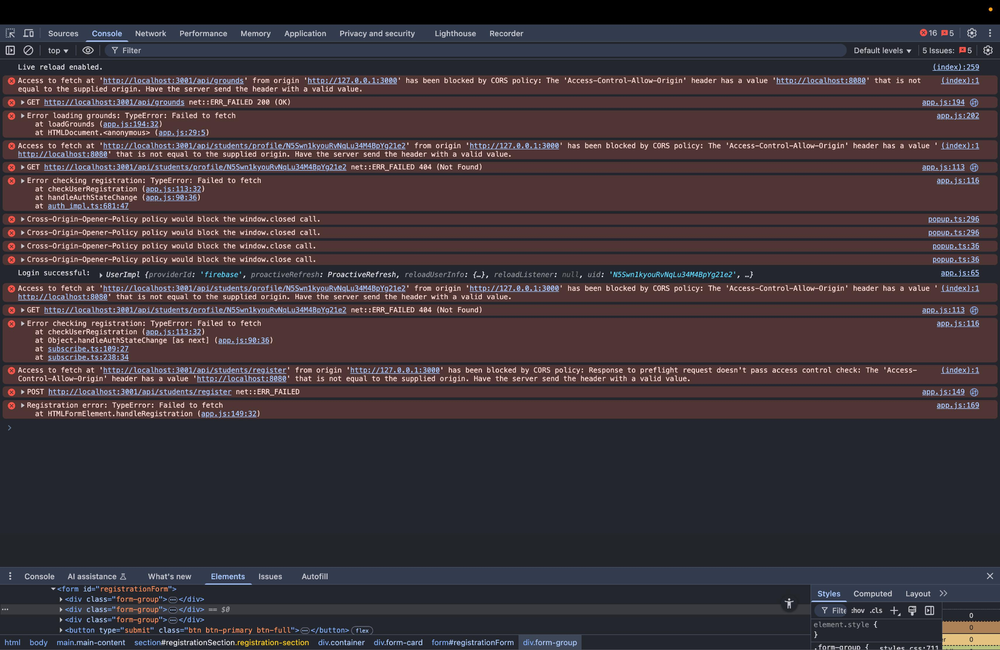 Sources Console Network Performance Memory Application Privacy and security Lighthouse Recorder 16 5
top Filter Default levels 5 Issues: 5
Live reload enabled. (index):259
Access to fetch at 'http://localhost:3001/api/grounds' from origin 'http://127.0.0.1:3000' has been blocked by CORS policy: The 'Access-Control-Allow-Origin' header has a value 'http://localhost:8080' that is not (index):1
equal to the supplied origin. Have the server send the header with a valid value.
GET http://localhost:3001/api/grounds net::ERR_FAILED 200 (OK) app.js:194
Error loading grounds: TypeError: Failed to fetch app.js:202
at loadGrounds (app.js:194:32)
at HTMLDocument.<anonymous> (app.js:29:5)
Access to fetch at 'http://localhost:3001/api/students/profile/N5Swn1kyouRvNqLu34M4BpYg21e2' from origin 'http://127.0.0.1:3000' has been blocked by CORS policy: The 'Access-Control-Allow-Origin' header has a value ' (index):1
http://localhost:8080' that is not equal to the supplied origin. Have the server send the header with a valid value.
GET http://localhost:3001/api/students/profile/N5Swn1kyouRvNqLu34M4BpYg21e2 net::ERR_FAILED 404 (Not Found) app.js:113
Error checking registration: TypeError: Failed to fetch app.js:116
at checkUserRegistration (app.js:113:32)
at handleAuthStateChange (app.js:90:36)
at auth_impl.ts:681:47
Cross-Origin-Opener-Policy policy would block the window.closed call. popup.ts:296
Cross-Origin-Opener-Policy policy would block the window.closed call. popup.ts:296
Cross-Origin-Opener-Policy policy would block the window.close call. popup.ts:36
Cross-Origin-Opener-Policy policy would block the window.close call. popup.ts:36
Login successful: UserImpl {providerId: 'firebase', proactiveRefresh: ProactiveRefresh, reloadUserInfo: {…}, reloadListener: null, uid: 'N5Swn1kyouRvNqLu34M4BpYg21e2', …} app.js:65
Access to fetch at 'http://localhost:3001/api/students/profile/N5Swn1kyouRvNqLu34M4BpYg21e2' from origin 'http://127.0.0.1:3000' has been blocked by CORS policy: The 'Access-Control-Allow-Origin' header has a value ' (index):1
http://localhost:8080' that is not equal to the supplied origin. Have the server send the header with a valid value.
GET http://localhost:3001/api/students/profile/N5Swn1kyouRvNqLu34M4BpYg21e2 net::ERR_FAILED 404 (Not Found) app.js:113
Error checking registration: TypeError: Failed to fetch app.js:116
at checkUserRegistration (app.js:113:32)
at Object.handleAuthStateChange [as next] (app.js:90:36)
at subscribe.ts:109:27
at subscribe.ts:238:34
Access to fetch at 'http://localhost:3001/api/students/register' from origin 'http://127.0.0.1:3000' has been blocked by CORS policy: Response to preflight request doesn't pass access control check: The 'Access- (index):1
Control-Allow-Origin' header has a value 'http://localhost:8080' that is not equal to the supplied origin. Have the server send the header with a valid value.
POST http://localhost:3001/api/students/register net::ERR_FAILED app.js:149
Registration error: TypeError: Failed to fetch app.js:169
at HTMLFormElement.handleRegistration (app.js:149:32)
Console AI assistance What's new Elements Issues Autofill
<form id="registrationForm">
<div class="form-group">…</div>
<div class="form-group">…</div> == $0
<div class="form-group">…</div>
<button type="submit" class="btn btn-primary btn-full">…</button> flex
html body main.main-content section#registrationSection.registration-section div.container div.form-card form#registrationForm div.form-group
Styles Computed Layout
Filte :hov .cls
element.style {
}
.form-group { styles.css:711
0
0
0